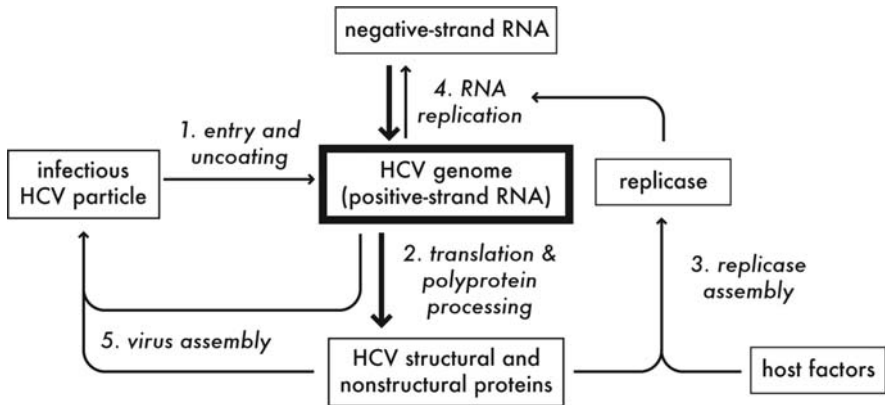 negative-strand RNA
4. RNA
replication
1. entry and
uncoating
infectious
HCV particle
HCV genome
(positive-strand RNA)
replicase
2. translation &
polyprotein
processing
3. replicase
assembly
5. virus assembly
HCV structural and
nonstructural proteins
host factors